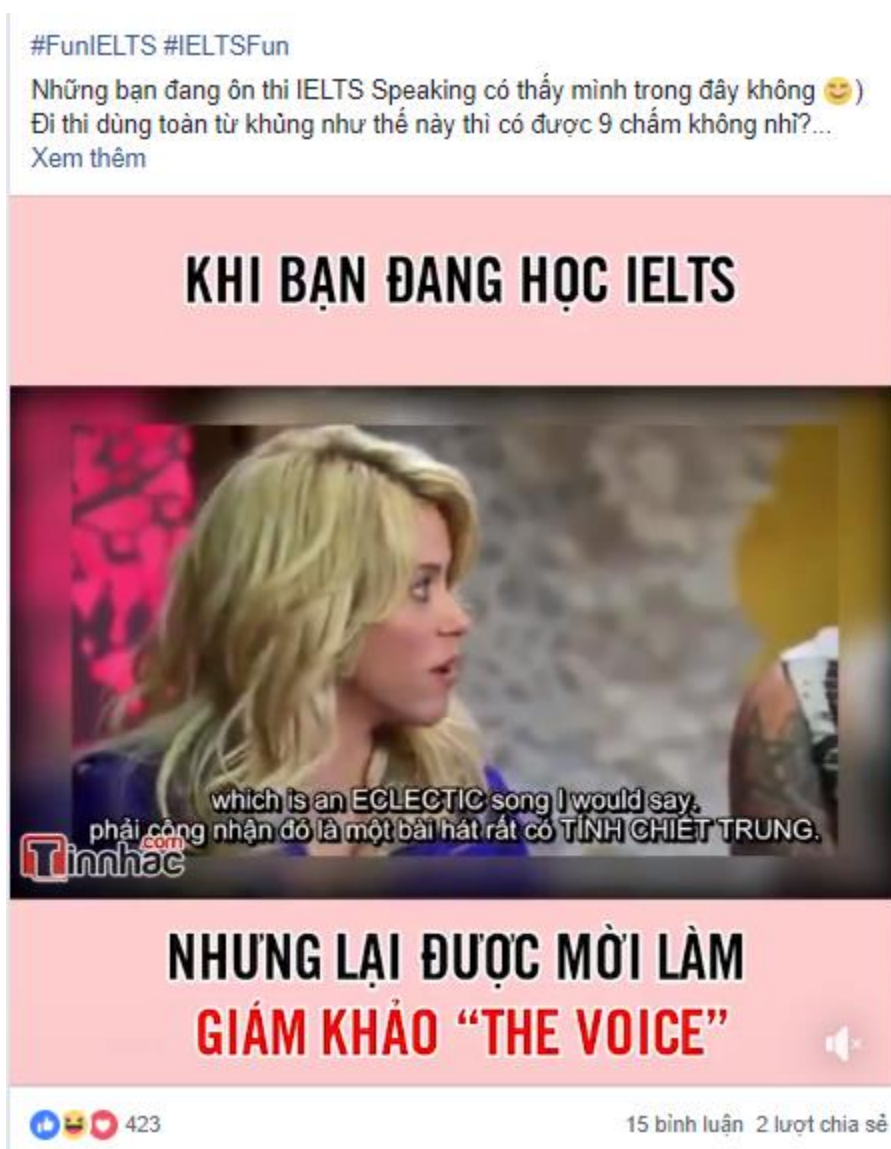 #FunIELTS #IELTSFun
Những bạn đang ôn thi IELTS Speaking có thấy mình trong đây không 😊)
Đi thi dùng toàn từ khủng như thế này thì có được 9 chấm không nhỉ?...
Xem thêm
KHI BẠN ĐANG HỌC IELTS
which is an ECLECTIC song I would say.
phải công nhận đó là một bài hát rất có TÍNH CHIẾT TRUNG.
Tinnhac.com
NHƯNG LẠI ĐƯỢC MỜI LÀM
GIÁM KHẢO “THE VOICE”
423
15 bình luận 2 lượt chia sẻ